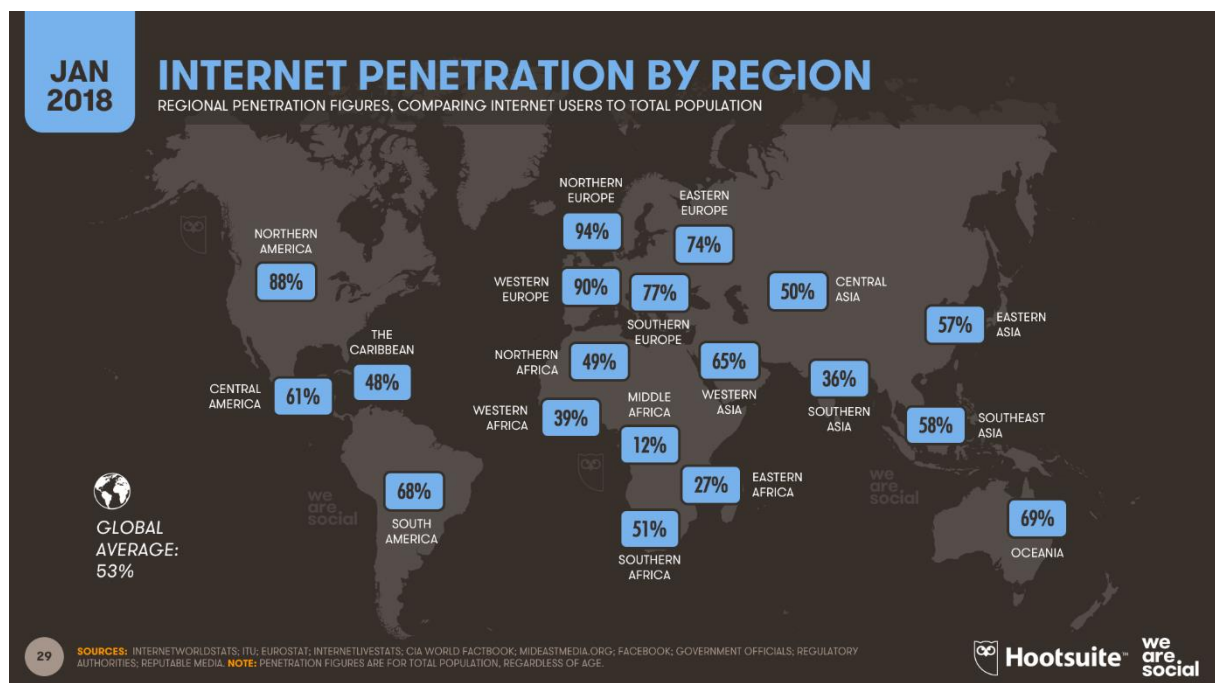 JAN
2018
INTERNET PENETRATION BY REGION
REGIONAL PENETRATION FIGURES, COMPARING INTERNET USERS TO TOTAL POPULATION
NORTHERN
EUROPE
94%
EASTERN
EUROPE
74%
NORTHERN
AMERICA
88%
WESTERN
EUROPE
90%
77%
SOUTHERN
EUROPE
50%
CENTRAL
ASIA
57%
EASTERN
ASIA
THE
CARIBBEAN
48%
CENTRAL
AMERICA
61%
NORTHERN
AFRICA
49%
65%
WESTERN
ASIA
36%
SOUTHERN
ASIA
WESTERN
AFRICA
39%
MIDDLE
AFRICA
12%
58%
SOUTHEAST
ASIA
27%
EASTERN
AFRICA
68%
SOUTH
AMERICA
51%
SOUTHERN
AFRICA
69%
OCEANIA
we
are
social
we
are
social
GLOBAL
AVERAGE:
53%
29
SOURCES: INTERNETWORLDSTATS; ITU; EUROSTAT; INTERNETLIVESTATS; CIA WORLD FACTBOOK; MIDEASTMEDIA.ORG; FACEBOOK; GOVERNMENT OFFICIALS; REGULATORY
AUTHORITIES; REPUTABLE MEDIA. NOTE: PENETRATION FIGURES ARE FOR TOTAL POPULATION, REGARDLESS OF AGE.
Hootsuite™
we
are
social